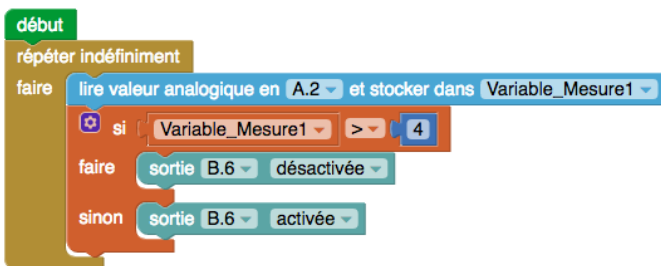 début
répéter indéfiniment
faire lire valeur analogique en A.2 et stocker dans Variable_Mesure1
si Variable_Mesure1 > 4
faire sortie B.6 désactivée
sinon sortie B.6 activée